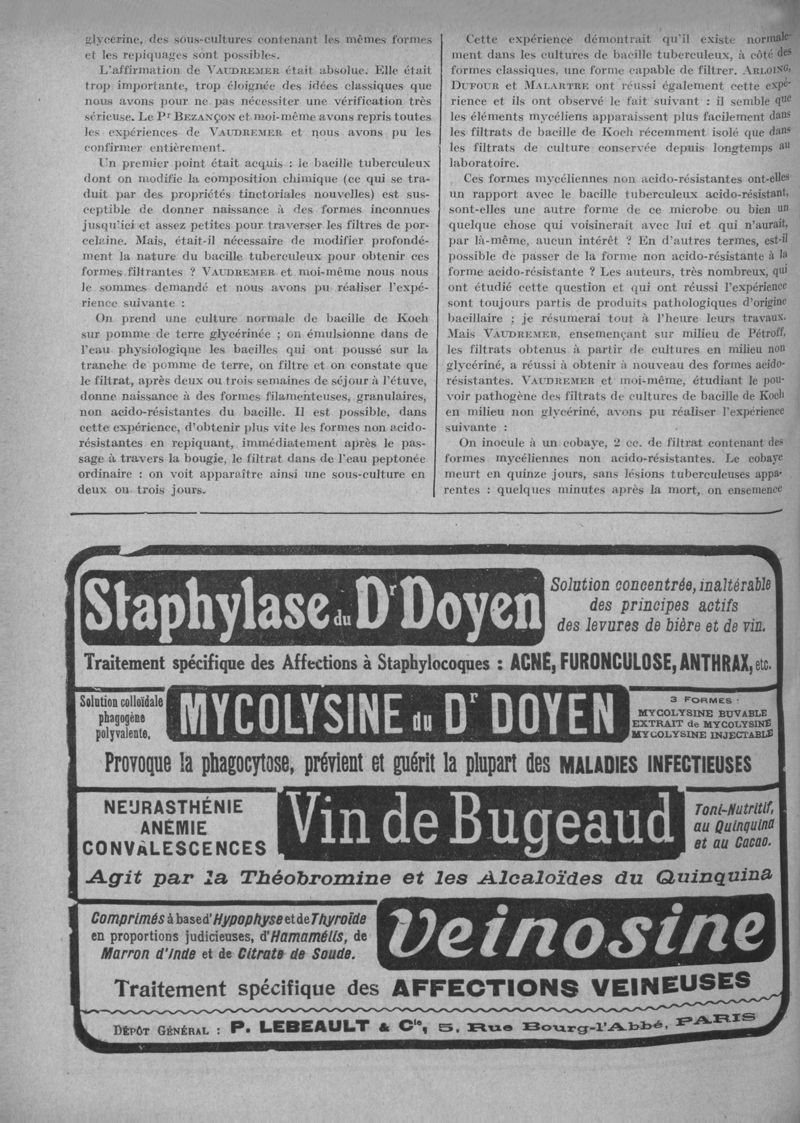 glycerine, des sous-cultures contenant les mêmes formes
et les repiquages sont possibles.
L'affirmation de VAUDREMER était absolue. Elle était
trop importante, trop éloignée des idées classiques que
nous avons pour ne pas nécessiter une vérification très
sérieuse. Le Pr BEZANÇON et moi-même avons repris toutes
les expériences de VAUDREMER et nous avons pu les
confirmer entièrement.
Un premier point était acquis : le bacille tuberculeux
dont on modifie la composition chimique (ce qui se tra-
duit par des propriétés tinctoriales nouvelles) est sus-
ceptible de donner naissance à des formes inconnues
jusqu'ici et assez petites pour traverser les filtres de por-
celaine. Mais, était-il nécessaire de modifier profondé-
ment la nature du bacille tuberculeux pour obtenir ces
formes filtrantes ? VAUDREMER et moi-même nous nous
le sommes demandé et nous avons pu réaliser l'expé-
rience suivante :
On prend une culture normale de bacille de Koch
sur pomme de terre glycérinée ; on émulsionne dans de
l'eau physiologique les bacilles qui ont poussé sur la
tranche de pomme de terre, on filtre et on constate que
le filtrat, après deux ou trois semaines de séjour à l'étuve,
donne naissance à des formes filamenteuses, granulaires,
non acido-résistantes du bacille. Il est possible, dans
cette expérience, d'obtenir plus vite les formes non acido-
résistantes en repiquant, immédiatement après le pas-
sage à travers la bougie, le filtrat dans de l'eau peptonée
ordinaire : on voit apparaître ainsi une sous-culture en
deux ou trois jours.
Cette expérience démontrait qu'il existe normale-
ment dans les cultures de bacille tuberculeux, à côté des
formes classiques, une forme capable de filtrer. ARLOING,
DUFOUR et MALARTRE ont réussi également cette expé-
rience et ils ont observé le fait suivant : il semble que
les éléments mycéliens apparaissent plus facilement dans
les filtrats de bacille de Koch récemment isolé que dans
les filtrats de culture conservée depuis longtemps au
laboratoire.
Ces formes mycéliennes non acido-résistantes ont-elles
un rapport avec le bacille tuberculeux acido-résistant,
sont-elles une autre forme de ce microbe ou bien un
quelque chose qui voisinerait avec lui et qui n'aurait,
par là-même, aucun intérêt ? En d'autres termes, est-il
possible de passer de la forme non acido-résistante à la
forme acido-résistante ? Les auteurs, très nombreux, qui
ont étudié cette question et qui ont réussi l'expérience
sont toujours partis de produits pathologiques d'origine
bacillaire ; je résumerai tout à l'heure leurs travaux.
Mais VAUDREMER, ensemençant sur milieu de Pétroff,
les filtrats obtenus à partir de cultures en milieu non
glycériné, a réussi à obtenir à nouveau des formes acido-
résistantes. VAUDREMER et moi-même, étudiant le pou-
voir pathogène des filtrats de cultures de bacille de Koch
en milieu non glycériné, avons pu réaliser l'expérience
suivante :
On inocule à un cobaye, 2 cc. de filtrat contenant des
formes mycéliennes non acido-résistantes. Le cobaye
meurt en quinze jours, sans lésions tuberculeuses appa-
rentes : quelques minutes après la mort, on ensemence
Staphylase du Dr Doyen
Solution concentrée, inaltérable
des principes actifs
des levures de bière et de vin.
Traitement spécifique des Affections à Staphylocoques : ACNÉ, FURONCULOSE, ANTHRAX, etc.
Solution colloïdale
phagogène
polyvalente,
MYCOLYSINE du Dr DOYEN
3 FORMES :
MYCOLYSINE BUVABLE
EXTRAIT de MYCOLYSINE
MYCOLYSINE INJECTABLE
Provoque la phagocytose, prévient et guérit la plupart des MALADIES INFECTIEUSES
NEURASTHÉNIE
ANÉMIE
CONVALESCENCES
Vin de Bugeaud
Toni-Nutritif,
au Quinquina
et au Cacao.
Agit par la Théobromine et les Alcaloïdes du Quinquina
Comprimés à base d'Hypophyse et de Thyroïde
en proportions judicieuses, d'Hamamélis, de
Marron d'Inde et de Citrate de Soude.
Veinosine
Traitement spécifique des AFFECTIONS VEINEUSES
DÉPÔT GÉNÉRAL : P. LEBEAULT & Cie, 5, Rue Bourg-l'Abbé, PARIS